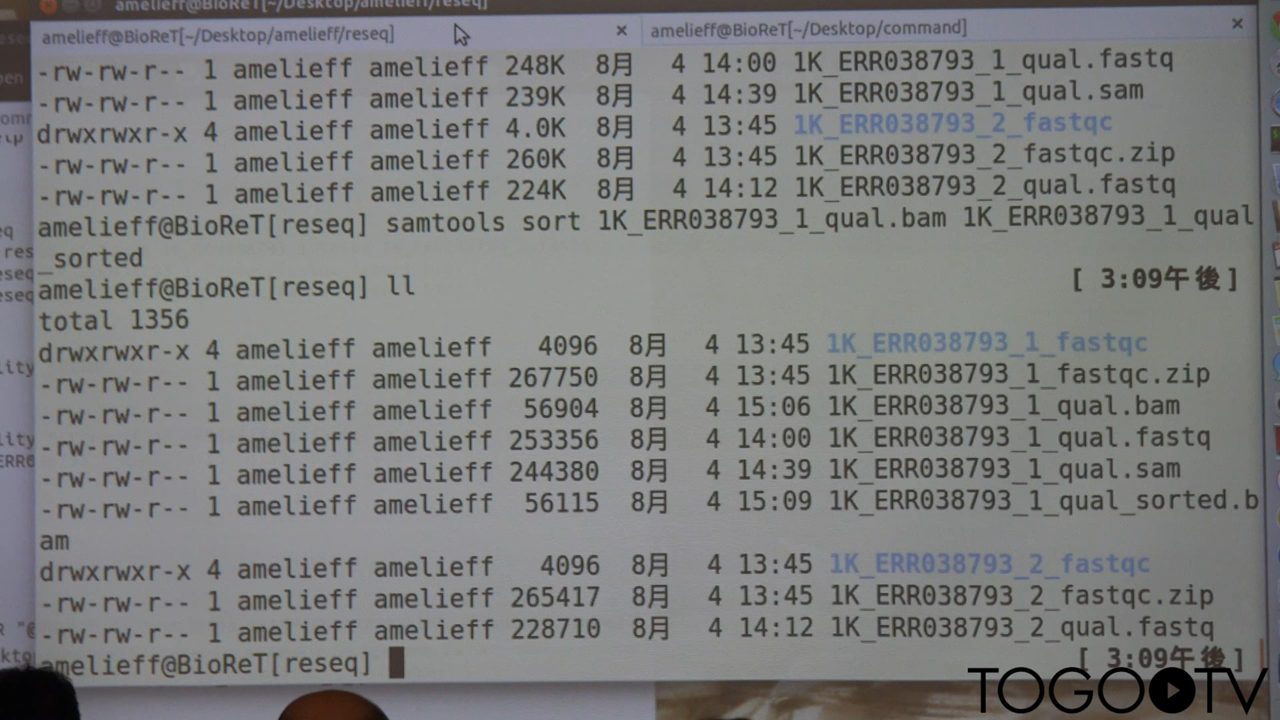 amelieff@BioReT[~/Desktop/amelieff/reseq]
amelieff@BioReT[~/Desktop/amelieff/reseq] × amelieff@BioReT[~/Desktop/command] ×
-rw-rw-r-- 1 amelieff amelieff 248K 8月 4 14:00 1K_ERR038793_1_qual.fastq
-rw-rw-r-- 1 amelieff amelieff 239K 8月 4 14:39 1K_ERR038793_1_qual.sam
drwxrwxr-x 4 amelieff amelieff 4.0K 8月 4 13:45 1K_ERR038793_2_fastqc
-rw-rw-r-- 1 amelieff amelieff 260K 8月 4 13:45 1K_ERR038793_2_fastqc.zip
-rw-rw-r-- 1 amelieff amelieff 224K 8月 4 14:12 1K_ERR038793_2_qual.fastq
amelieff@BioReT[reseq] samtools sort 1K_ERR038793_1_qual.bam 1K_ERR038793_1_qual
_sorted
amelieff@BioReT[reseq] ll [ 3:09午後]
total 1356
drwxrwxr-x 4 amelieff amelieff 4096 8月 4 13:45 1K_ERR038793_1_fastqc
-rw-rw-r-- 1 amelieff amelieff 267750 8月 4 13:45 1K_ERR038793_1_fastqc.zip
-rw-rw-r-- 1 amelieff amelieff 56904 8月 4 15:06 1K_ERR038793_1_qual.bam
-rw-rw-r-- 1 amelieff amelieff 253356 8月 4 14:00 1K_ERR038793_1_qual.fastq
-rw-rw-r-- 1 amelieff amelieff 244380 8月 4 14:39 1K_ERR038793_1_qual.sam
-rw-rw-r-- 1 amelieff amelieff 56115 8月 4 15:09 1K_ERR038793_1_qual_sorted.b
am
drwxrwxr-x 4 amelieff amelieff 4096 8月 4 13:45 1K_ERR038793_2_fastqc
-rw-rw-r-- 1 amelieff amelieff 265417 8月 4 13:45 1K_ERR038793_2_fastqc.zip
-rw-rw-r-- 1 amelieff amelieff 228710 8月 4 14:12 1K_ERR038793_2_qual.fastq
amelieff@BioReT[reseq] [ 3:09午後]
TOGO TV